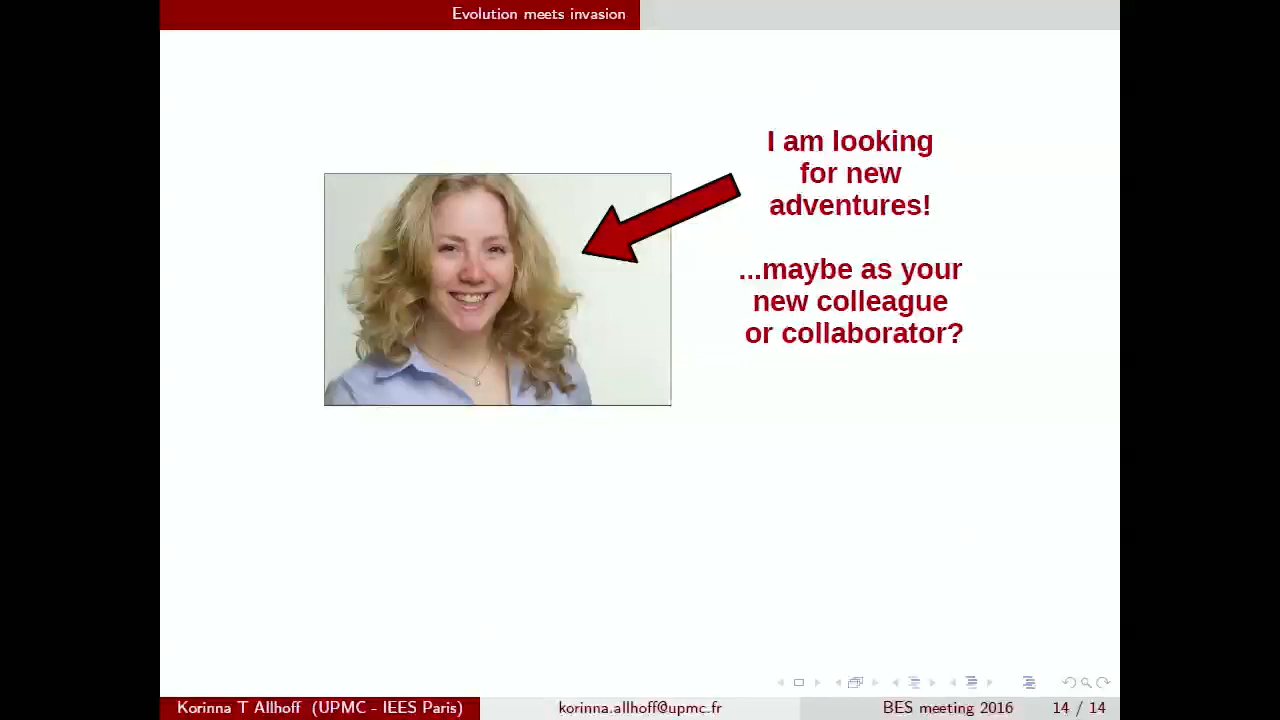 Evolution meets invasion
I am looking
for new
adventures!
...maybe as your
new colleague
or collaborator?
Korinna T Allhoff (UPMC - IEES Paris)
korinna.allhoff@upmc.fr
BES meeting 2016
14 / 14